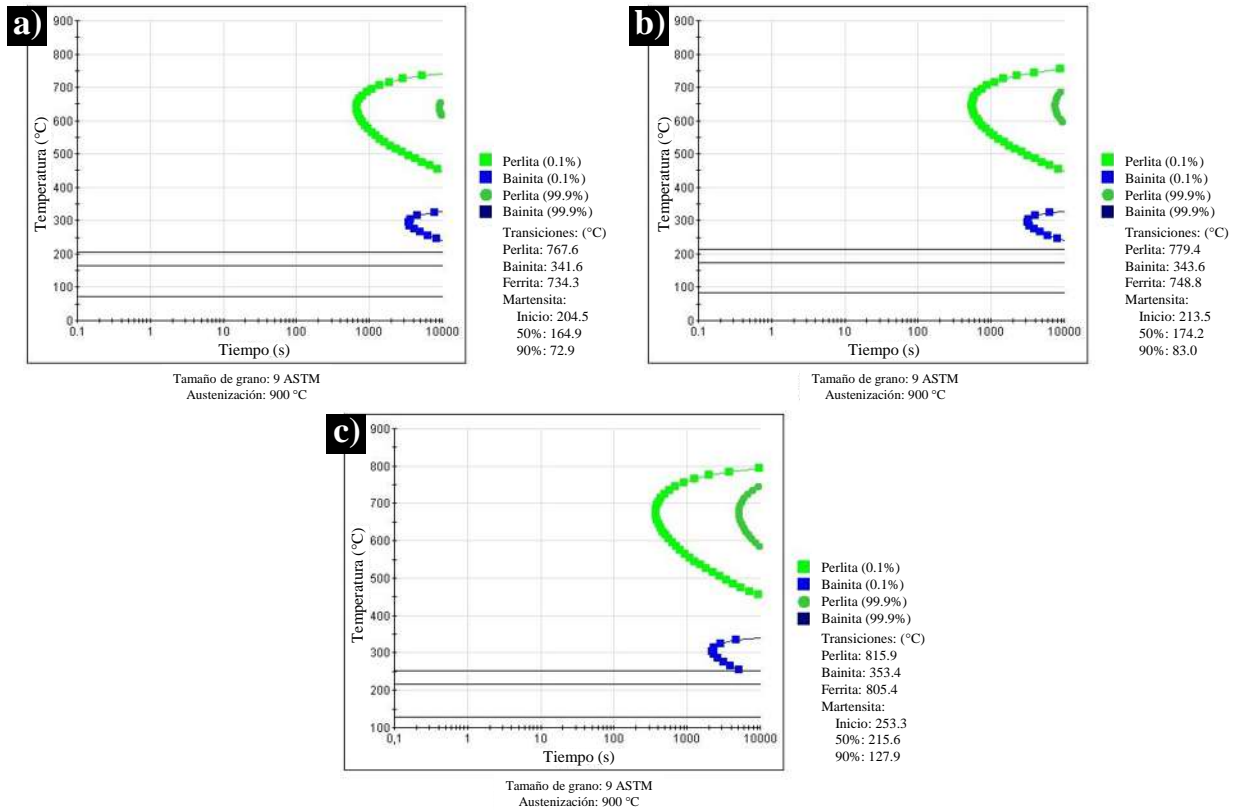 a)
900
800
700
600
500
400
300
200
100
0
Temperatura (°C)
0.1
1
10
100
1000
10000
Tiempo (s)
Perlita (0.1%)
Bainita (0.1%)
Perlita (99.9%)
Bainita (99.9%)
Transiciones: (°C)
Perlita: 767.6
Bainita: 341.6
Ferrita: 734.3
Martensita:
Inicio: 204.5
50%: 164.9
90%: 72.9
Tamaño de grano: 9 ASTM
Austenización: 900 °C
b)
900
800
700
600
500
400
300
200
100
0
Temperatura (°C)
0.1
1
10
100
1000
10000
Tiempo (s)
Perlita (0.1%)
Bainita (0.1%)
Perlita (99.9%)
Bainita (99.9%)
Transiciones: (°C)
Perlita: 779.4
Bainita: 343.6
Ferrita: 748.8
Martensita:
Inicio: 213.5
50%: 174.2
90%: 83.0
Tamaño de grano: 9 ASTM
Austenización: 900 °C
c)
900
800
700
600
500
400
300
200
100
Temperatura (°C)
0,1
1
10
100
1000
10000
Tiempo (s)
Perlita (0.1%)
Bainita (0.1%)
Perlita (99.9%)
Bainita (99.9%)
Transiciones: (°C)
Perlita: 815.9
Bainita: 353.4
Ferrita: 805.4
Martensita:
Inicio: 253.3
50%: 215.6
90%: 127.9
Tamaño de grano: 9 ASTM
Austenización: 900 °C